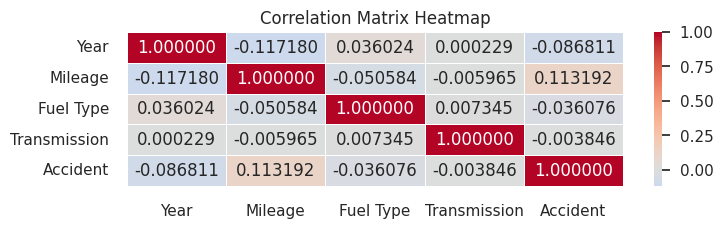 Correlation Matrix Heatmap
Year 1.000000 -0.117180 0.036024 0.000229 -0.086811
Mileage -0.117180 1.000000 -0.050584 -0.005965 0.113192
Fuel Type 0.036024 -0.050584 1.000000 0.007345 -0.036076
Transmission 0.000229 -0.005965 0.007345 1.000000 -0.003846
Accident -0.086811 0.113192 -0.036076 -0.003846 1.000000
Year Mileage Fuel Type Transmission Accident
1.00
0.75
0.50
0.25
0.00